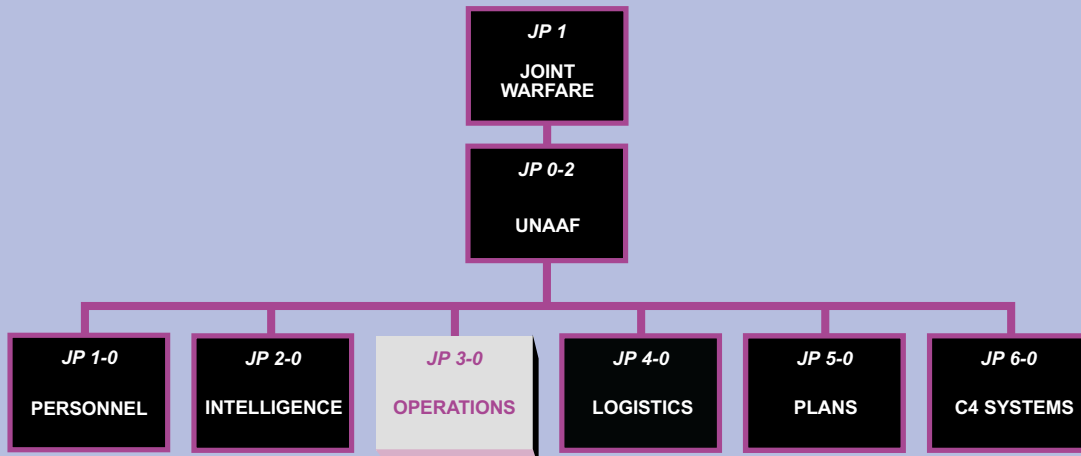 JP 1
JOINT
WARFARE
JP 0-2
UNAAF
JP 1-0
PERSONNEL
JP 2-0
INTELLIGENCE
JP 3-0
OPERATIONS
JP 4-0
LOGISTICS
JP 5-0
PLANS
JP 6-0
C4 SYSTEMS